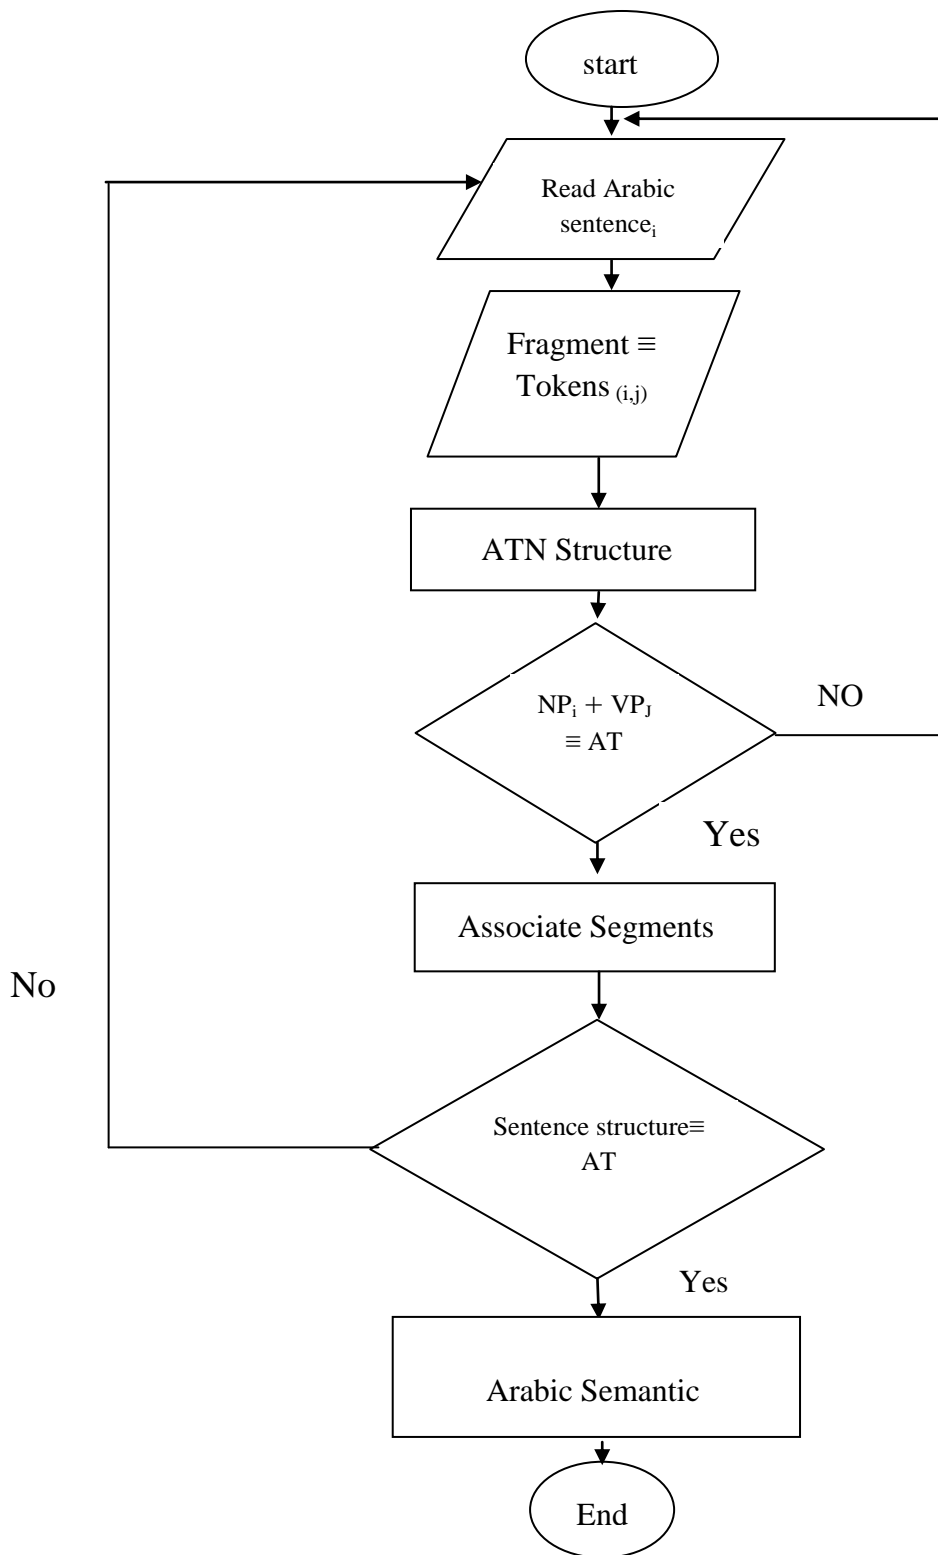 start
Read Arabic
sentenceᵢ
Fragment ≡
Tokens (i,j)
ATN Structure
NPᵢ + VP_J
≡ AT
NO
Yes
Associate Segments
No
Sentence structure≡
AT
Yes
Arabic Semantic
End